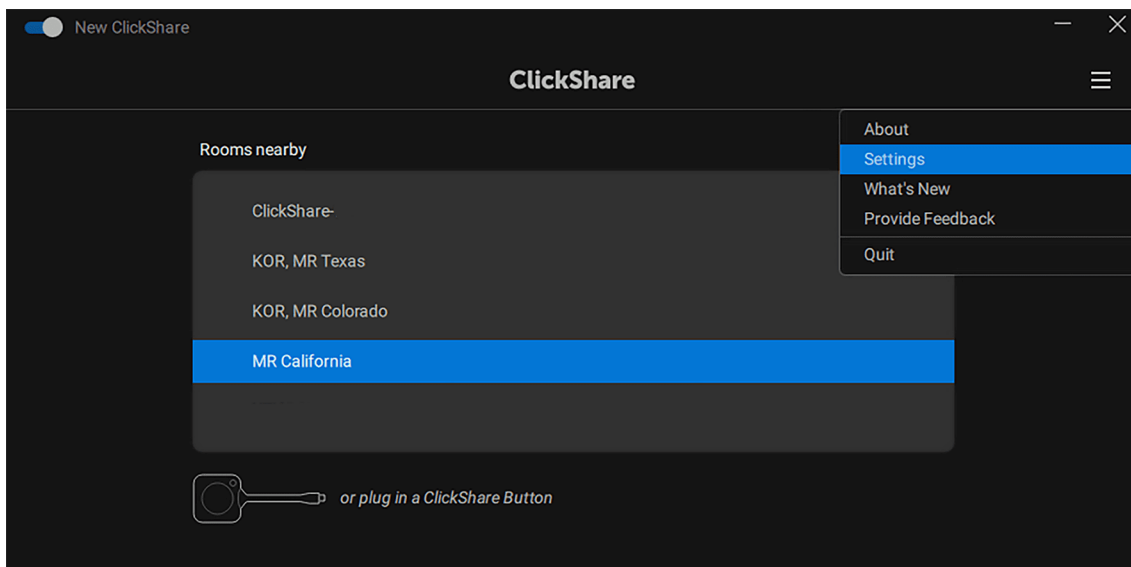 New ClickShare
ClickShare
About
Settings
What's New
Provide Feedback
Quit
Rooms nearby
ClickShare-
KOR, MR Texas
KOR, MR Colorado
MR California
or plug in a ClickShare Button